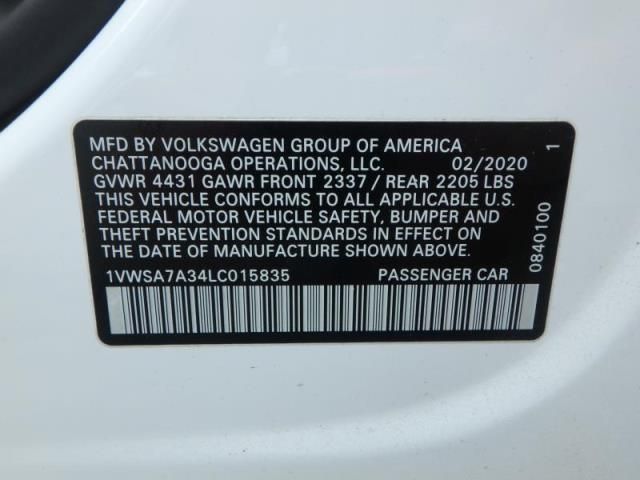 MFD BY VOLKSWAGEN GROUP OF AMERICA
CHATTANOOGA OPERATIONS, LLC. 02/2020
GVWR 4431 GAWR FRONT 2337 / REAR 2205 LBS
THIS VEHICLE CONFORMS TO ALL APPLICABLE U.S.
FEDERAL MOTOR VEHICLE SAFETY, BUMPER AND
THEFT PREVENTION STANDARDS IN EFFECT ON
THE DATE OF MANUFACTURE SHOWN ABOVE.
1VWSA7A34LC015835 PASSENGER CAR
0840100 1